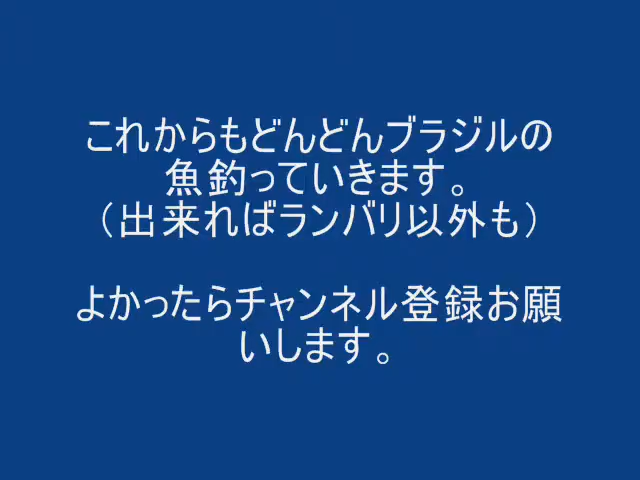 これからもどんどんブラジルの
魚釣っていきます。
（出来ればランバリ以外も）
よかったらチャンネル登録お願
いします。